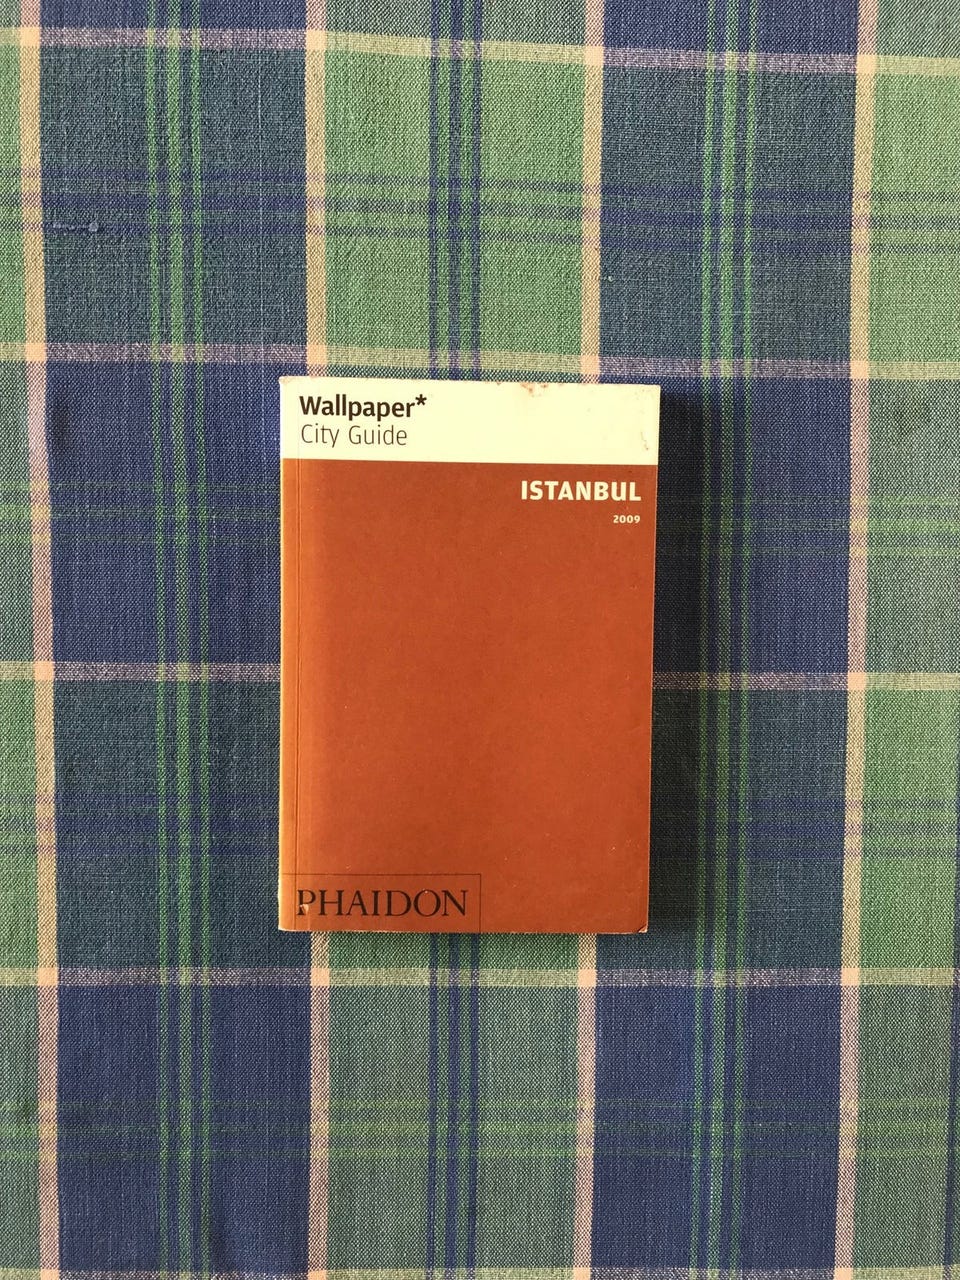 Wallpaper*
City Guide
ISTANBUL
2009
PHAIDON